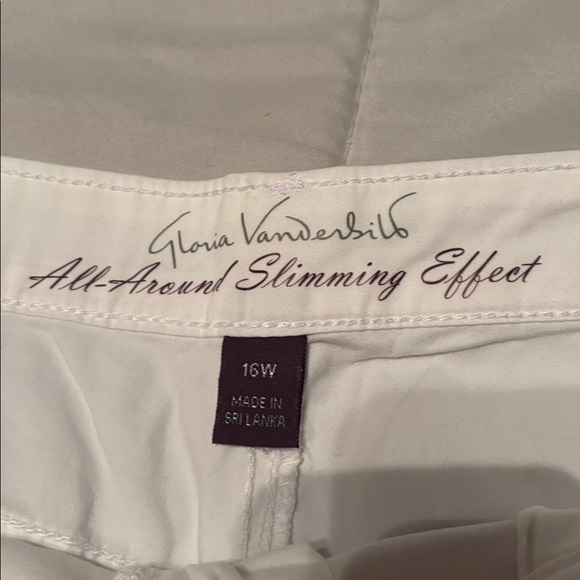 Gloria Vanderbilt
All-Around Slimming Effect
16W
MADE IN
SRI LANKA